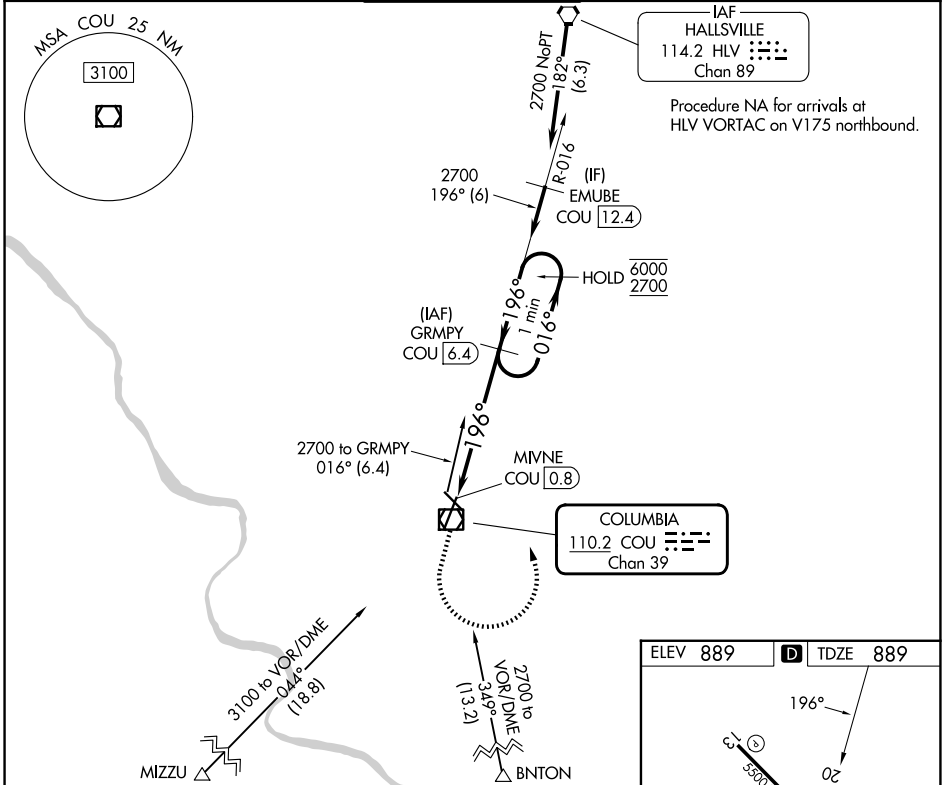 MSA COU 25 NM
3100
IAF
HALLSVILLE
114.2 HLV
Chan 89
Procedure NA for arrivals at
HLV VORTAC on V175 northbound.
2700 NoPT
182°
(6.3)
R-016
2700
196° (6)
(IF)
EMUBE
COU 12.4
HOLD 6000
2700
196°
1 min
016°
(IAF)
GRMPY
COU 6.4
196°
2700 to GRMPY
016° (6.4)
MIVNE
COU 0.8
COLUMBIA
110.2 COU
Chan 39
3100 to VOR/DME
044°
(18.8)
MIZZU
2700 to
VOR/DME
349°
(13.2)
BNTON
ELEV 889 D TDZE 889
196°
13
P
5500
20